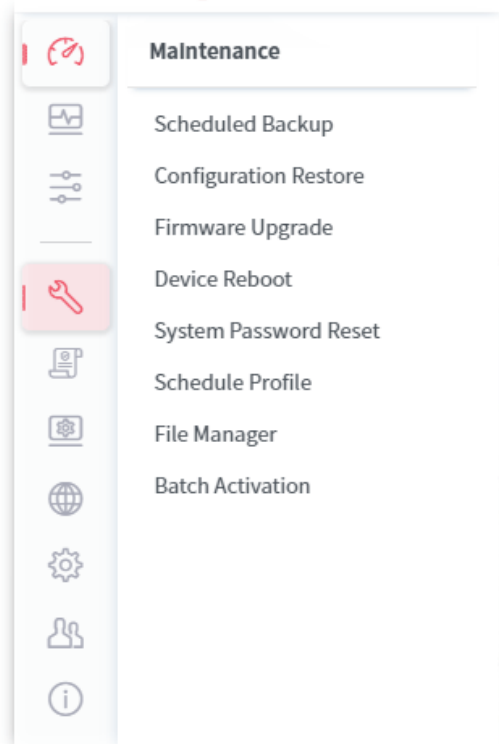 Maintenance
Scheduled Backup
Configuration Restore
Firmware Upgrade
Device Reboot
System Password Reset
Schedule Profile
File Manager
Batch Activation